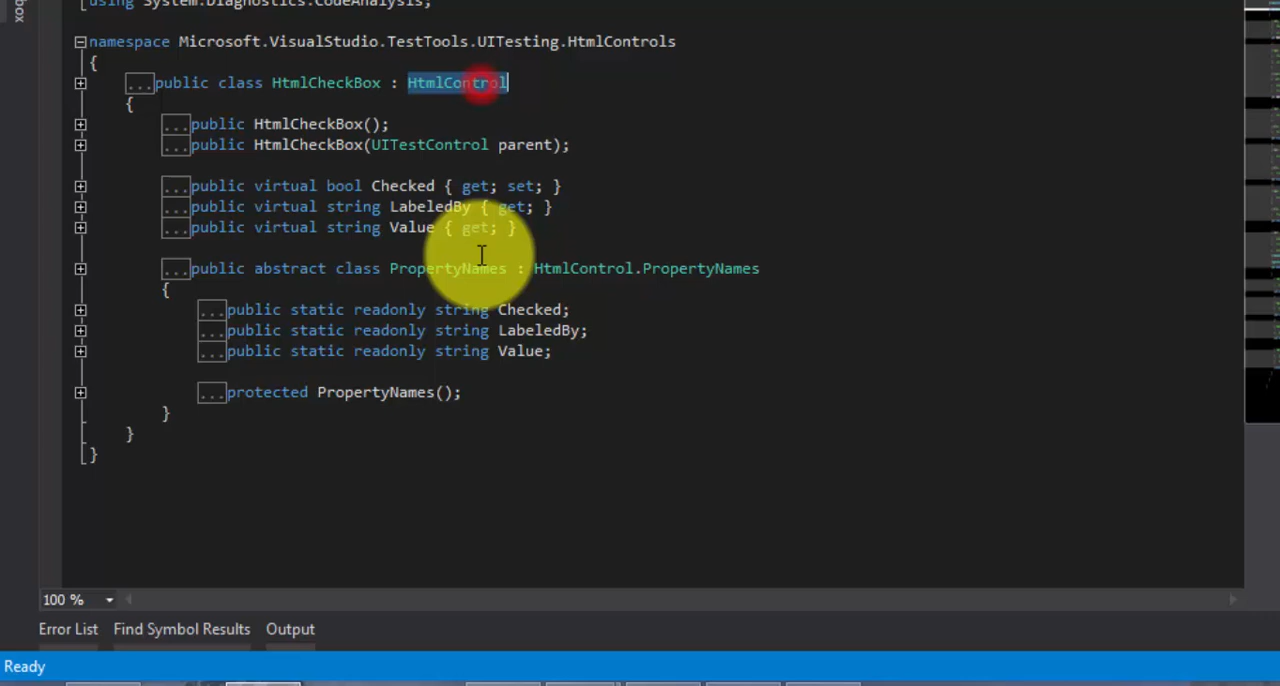 using System.Diagnostics.CodeAnalysis;
namespace Microsoft.VisualStudio.TestTools.UITesting.HtmlControls
{
...public class HtmlCheckBox : HtmlControl
{
...public HtmlCheckBox();
...public HtmlCheckBox(UITestControl parent);
...public virtual bool Checked { get; set; }
...public virtual string LabeledBy { get; }
...public virtual string Value { get; }
...public abstract class PropertyNames : HtmlControl.PropertyNames
{
...public static readonly string Checked;
...public static readonly string LabeledBy;
...public static readonly string Value;
...protected PropertyNames();
}
}
}
100 %
Error List Find Symbol Results Output
Ready